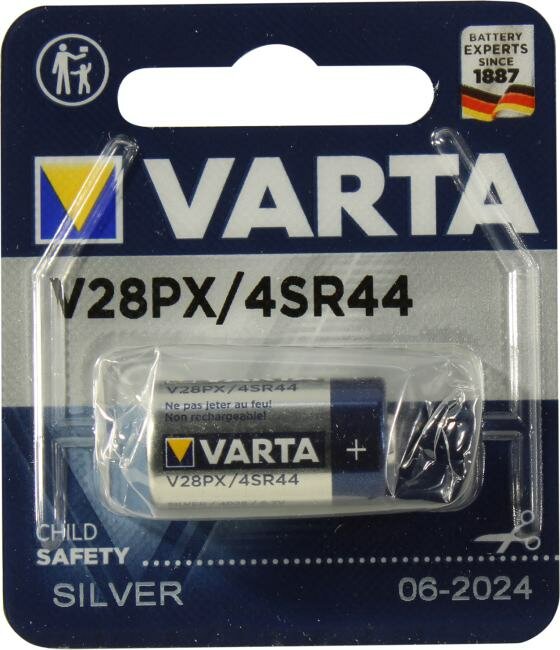 BATTERY
EXPERTS
SINCE
1887
VARTA
V28PX/4SR44
V28PX/4SR44
Ne pas jeter au feu!
Non rechargeable!
VARTA +
V28PX/4SR44
CHILD
SAFETY
SILVER 06-2024